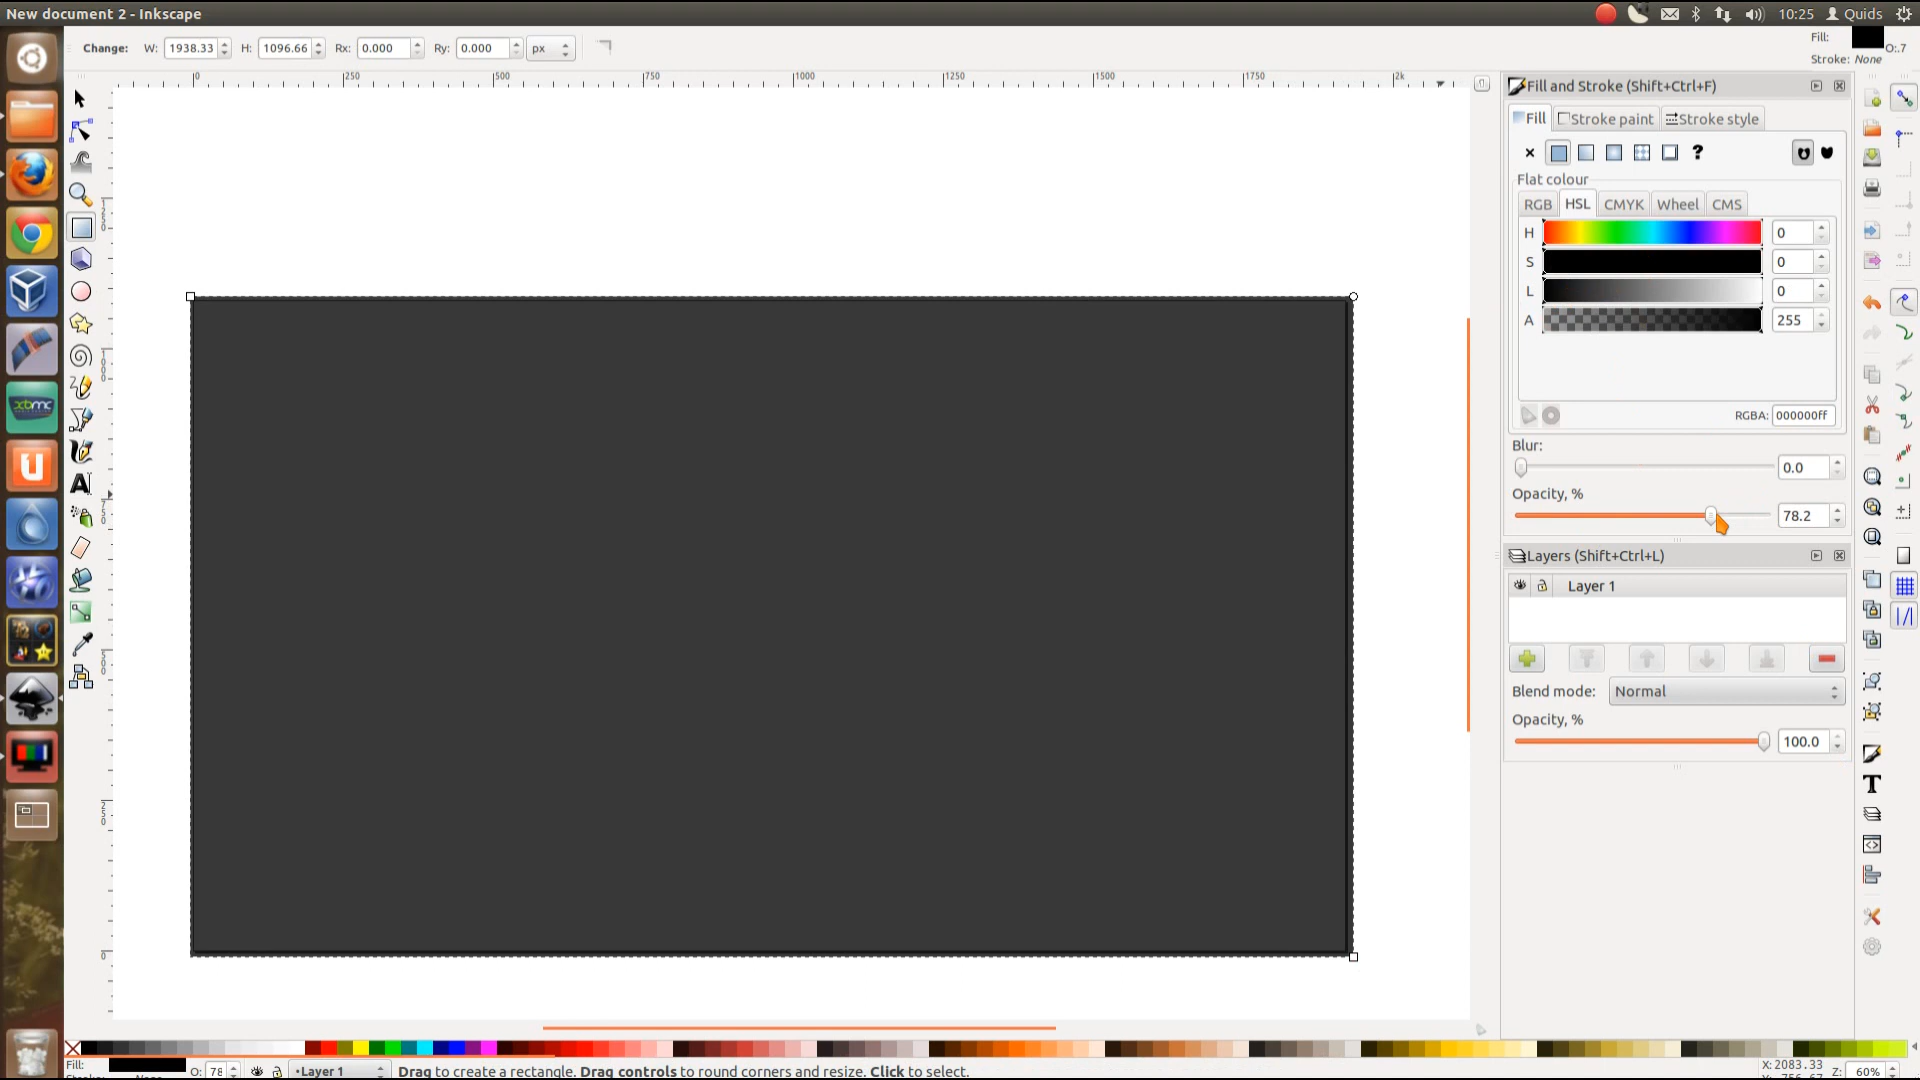 New document 2 - Inkscape
10:25 Quids
Change: W: 1938.33 H: 1096.66 Rx: 0.000 Ry: 0.000 px
Fill: O:.7
Stroke: None
0 250 500 750 1000 1250 1500 1750 2k
Fill and Stroke (Shift+Ctrl+F)
Fill Stroke paint Stroke style
?
Flat colour
RGB HSL CMYK Wheel CMS
H 0
S 0
L 0
A 255
RGBA: 000000ff
Blur:
0.0
Opacity, %
78.2
Layers (Shift+Ctrl+L)
Layer 1
Blend mode: Normal
Opacity, %
100.0
xbmc
Fill: O: 78 •Layer 1 Drag to create a rectangle. Drag controls to round corners and resize. Click to select. X:2083.33 Z: 60%